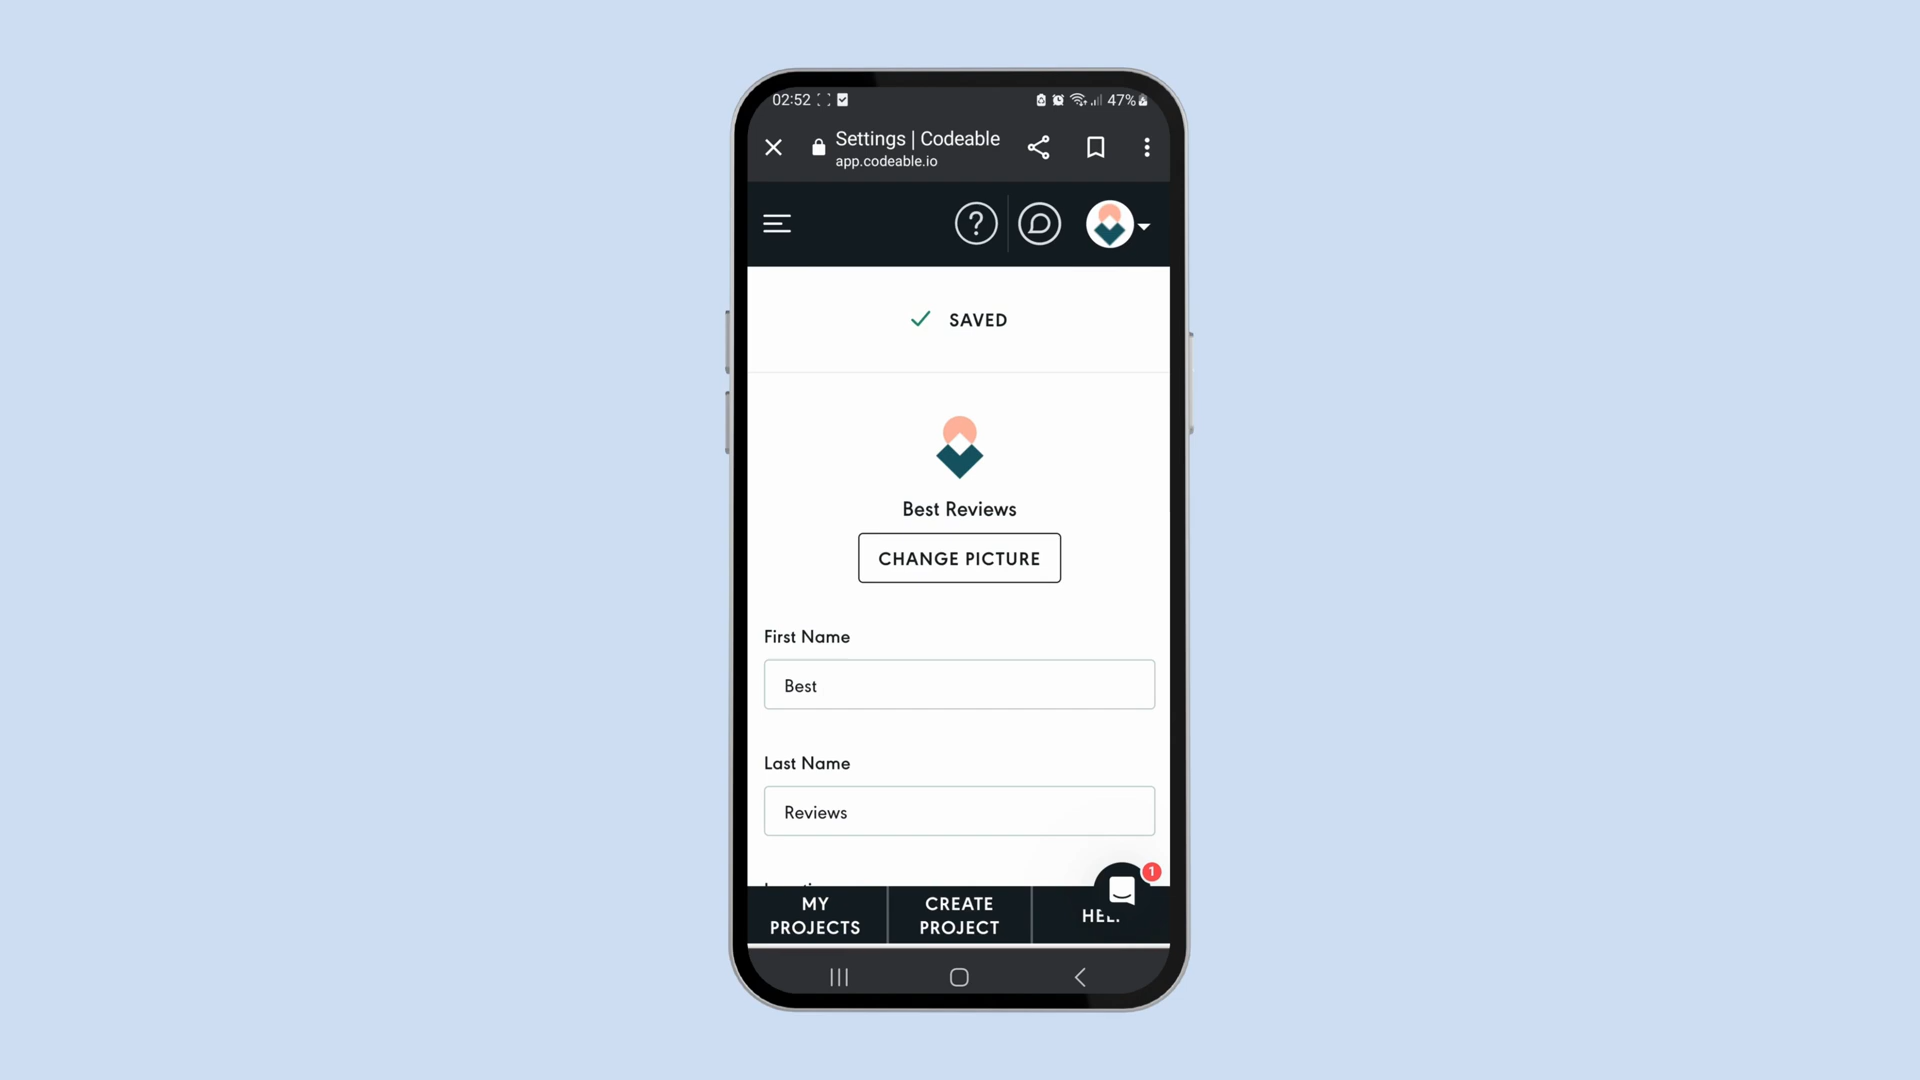 02:52
47%
Settings | Codeable
app.codeable.io
?
SAVED
Best Reviews
CHANGE PICTURE
First Name
Best
Last Name
Reviews
1
MY
PROJECTS
CREATE
PROJECT